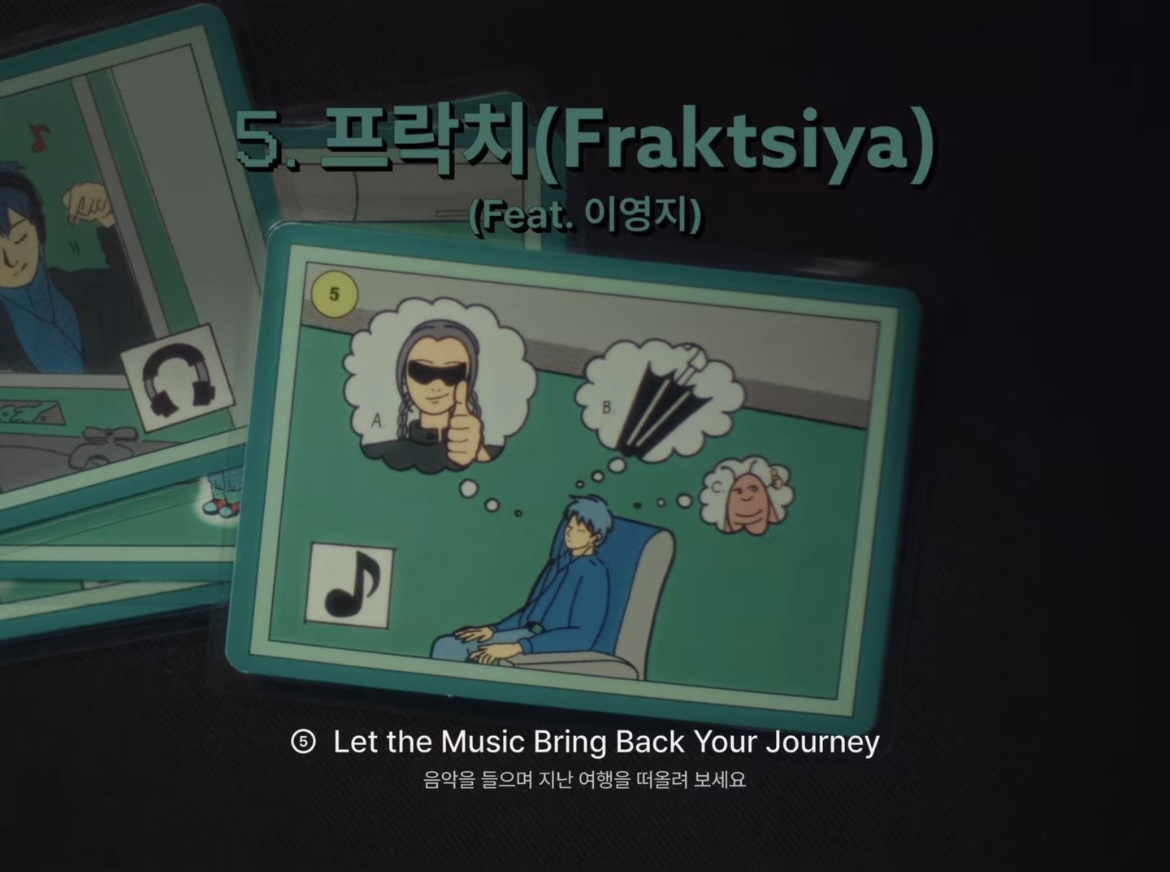 5. 프락치(Fraktsiya)
(Feat. 이영지)
5
A.
B.
C.
⑤ Let the Music Bring Back Your Journey
음악을 들으며 지난 여행을 떠올려 보세요